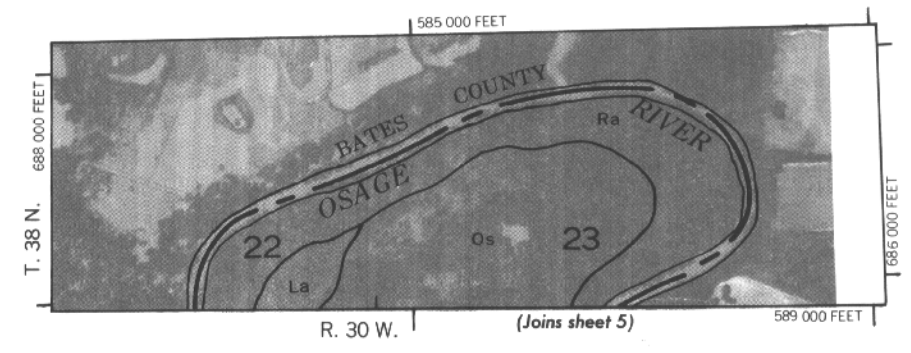 585 000 FEET
688 000 FEET
BATES COUNTY
OSAGE RIVER
Ra
T. 38 N.
22
Os
23
La
686 000 FEET
R. 30 W.
(Joins sheet 5)
589 000 FEET